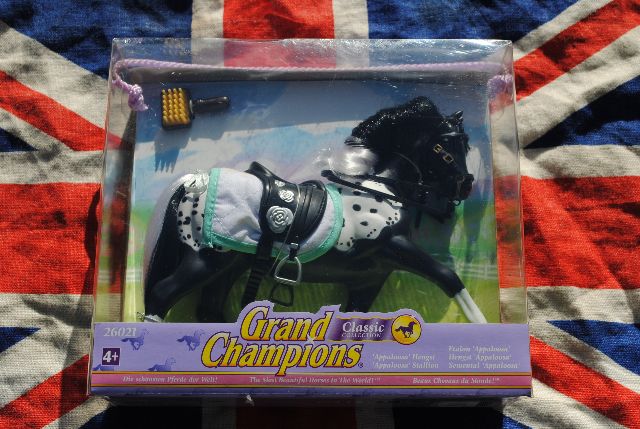 26021
4+
Grand
Champions®
Classic
COLLECTION
'Appaloosa' Hengst
'Appaloosa' Stallion
Etalon 'Appaloosa'
Hengst 'Appaloosa'
Semental 'Appaloosa'
Die schönsten Pferde der Welt!
The Most Beautiful Horses In The World!™
Beaux Chevaux du Monde!